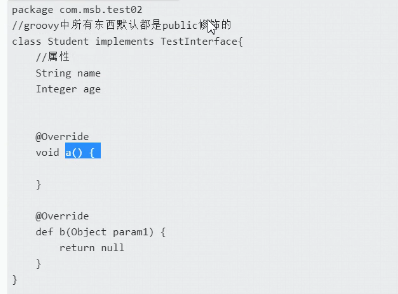 package com.msb.test02
//groovy中所有东西默认都是public修饰的
class Student implements TestInterface{
    //属性
    String name
    Integer age
    @Override
    void a() {
    }
    @Override
    def b(Object param1) {
        return null
    }
}